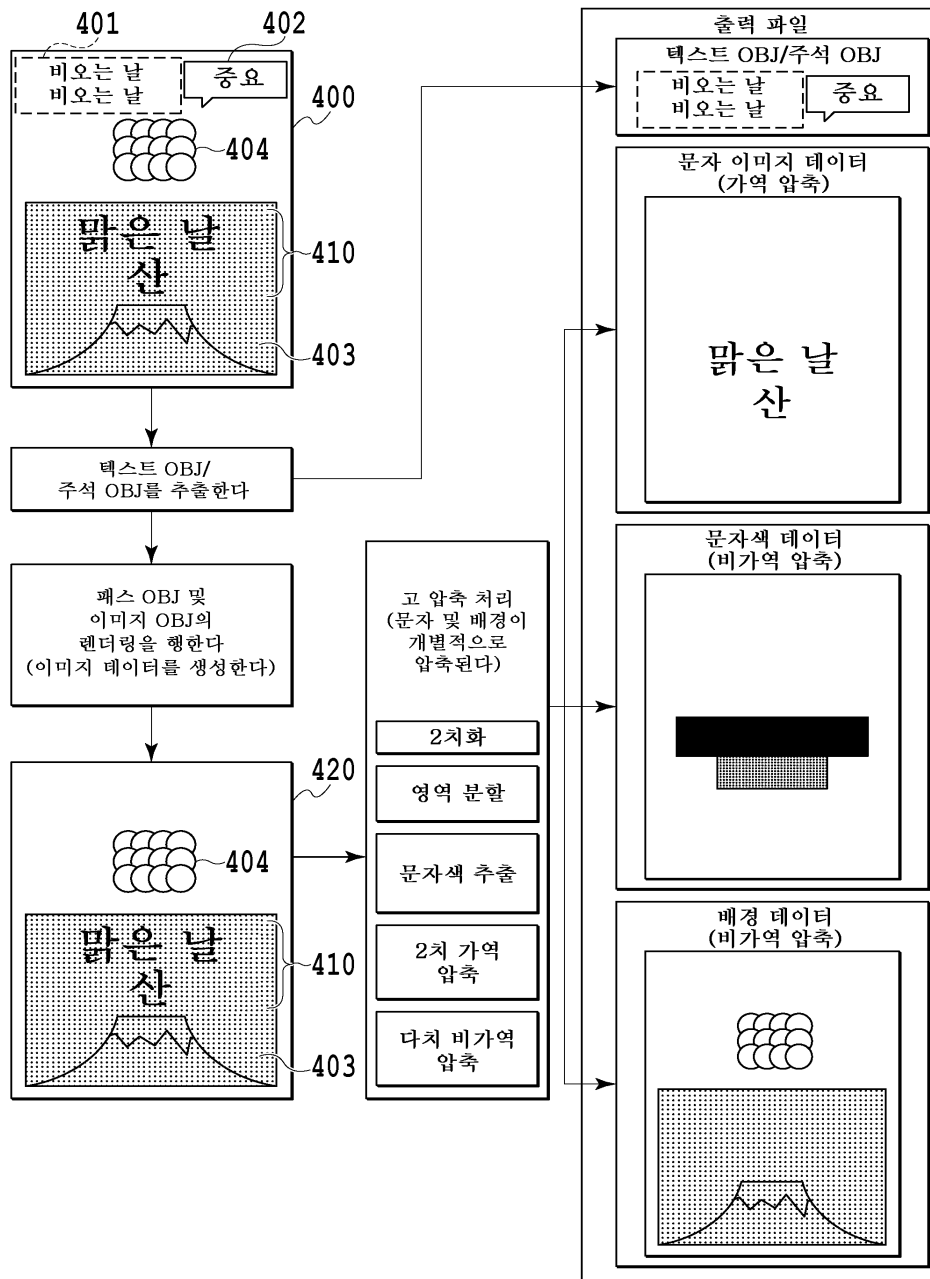 401
402
비오는 날
비오는 날
중요
400
404
맑은 날
산
410
403
텍스트 OBJ/
주석 OBJ를 추출한다
패스 OBJ 및
이미지 OBJ의
렌더링을 행한다
(이미지 데이터를 생성한다)
420
404
맑은 날
산
410
403
고 압축 처리
(문자 및 배경이
개별적으로
압축된다)
2치화
영역 분할
문자색 추출
2치 가역
압축
다치 비가역
압축
출력 파일
텍스트 OBJ/주석 OBJ
비오는 날
비오는 날
중요
문자 이미지 데이터
(가역 압축)
맑은 날
산
문자색 데이터
(비가역 압축)
배경 데이터
(비가역 압축)